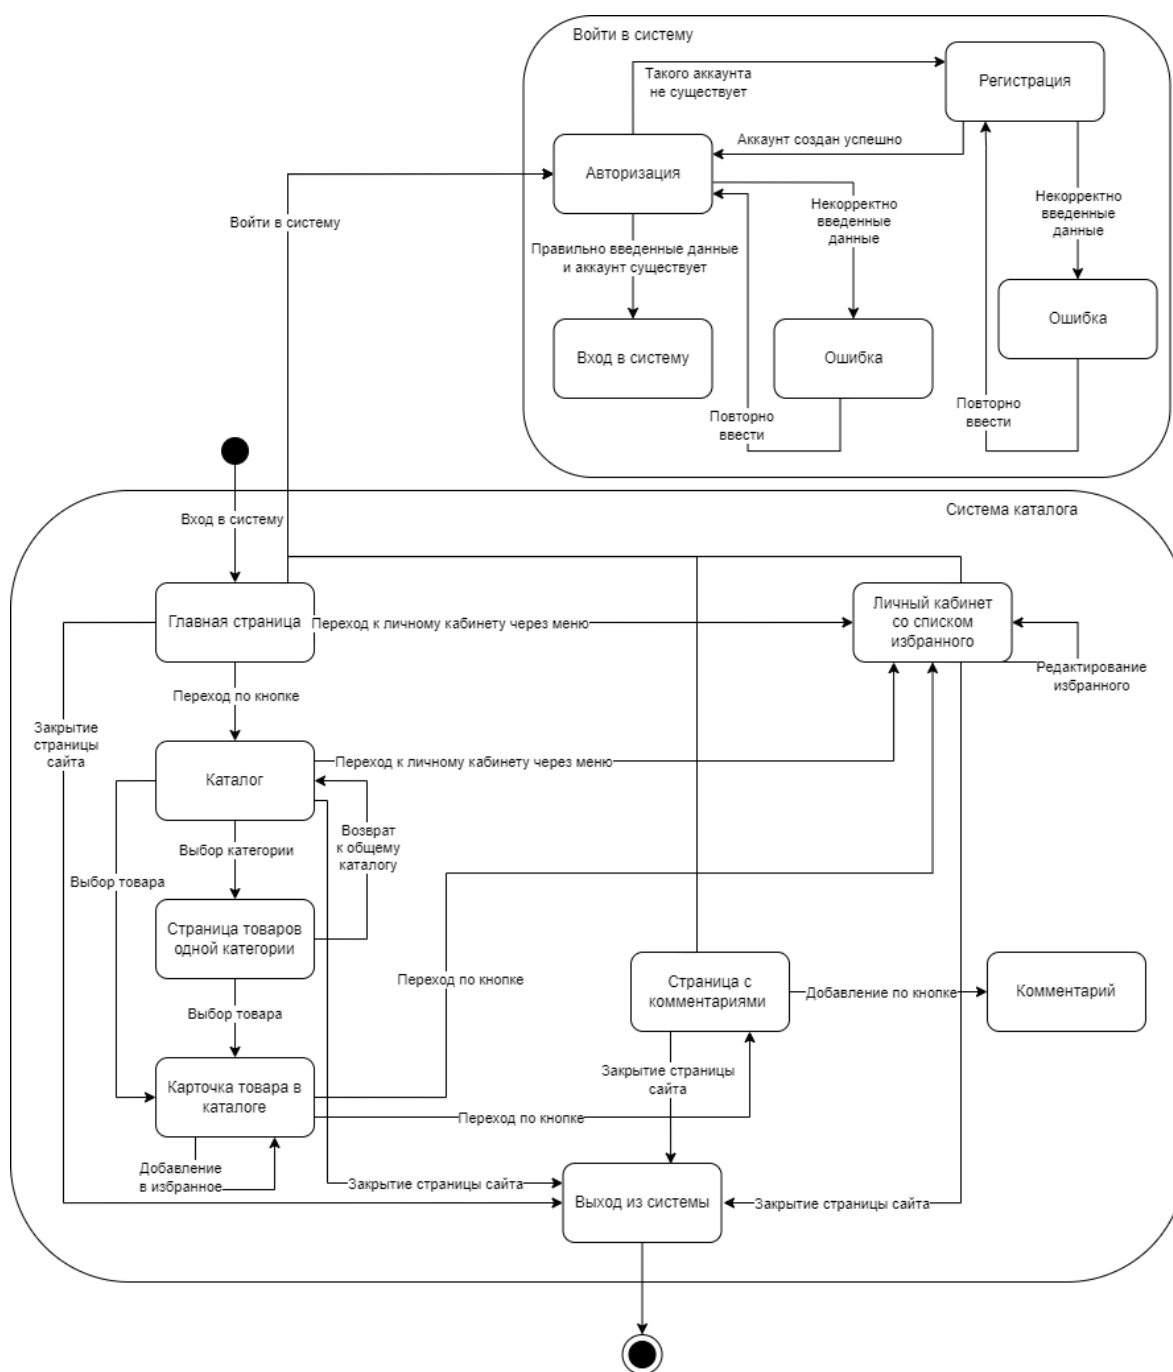 Войти в систему
Такого аккаунта
не существует
Регистрация
Аккаунт создан успешно
Авторизация
Некорректно
введенные
данные
Некорректно
введенные
данные
Войти в систему
Правильно введенные данные
и аккаунт существует
Ошибка
Вход в систему
Ошибка
Повторно
ввести
Повторно
ввести
Система каталога
Вход в систему
Главная страница
Переход к личному кабинету через меню
Личный кабинет
со списком
избранного
Редактирование
избранного
Переход по кнопке
Закрытие
страницы
сайта
Каталог
Переход к личному кабинету через меню
Возврат
к общему
каталогу
Выбор категории
Выбор товара
Страница товаров
одной категории
Переход по кнопке
Страница с
комментариями
Добавление по кнопке
Комментарий
Выбор товара
Закрытие страницы
сайта
Карточка товара в
каталоге
Переход по кнопке
Добавление
в избранное
Закрытие страницы сайта
Выход из системы
Закрытие страницы сайта